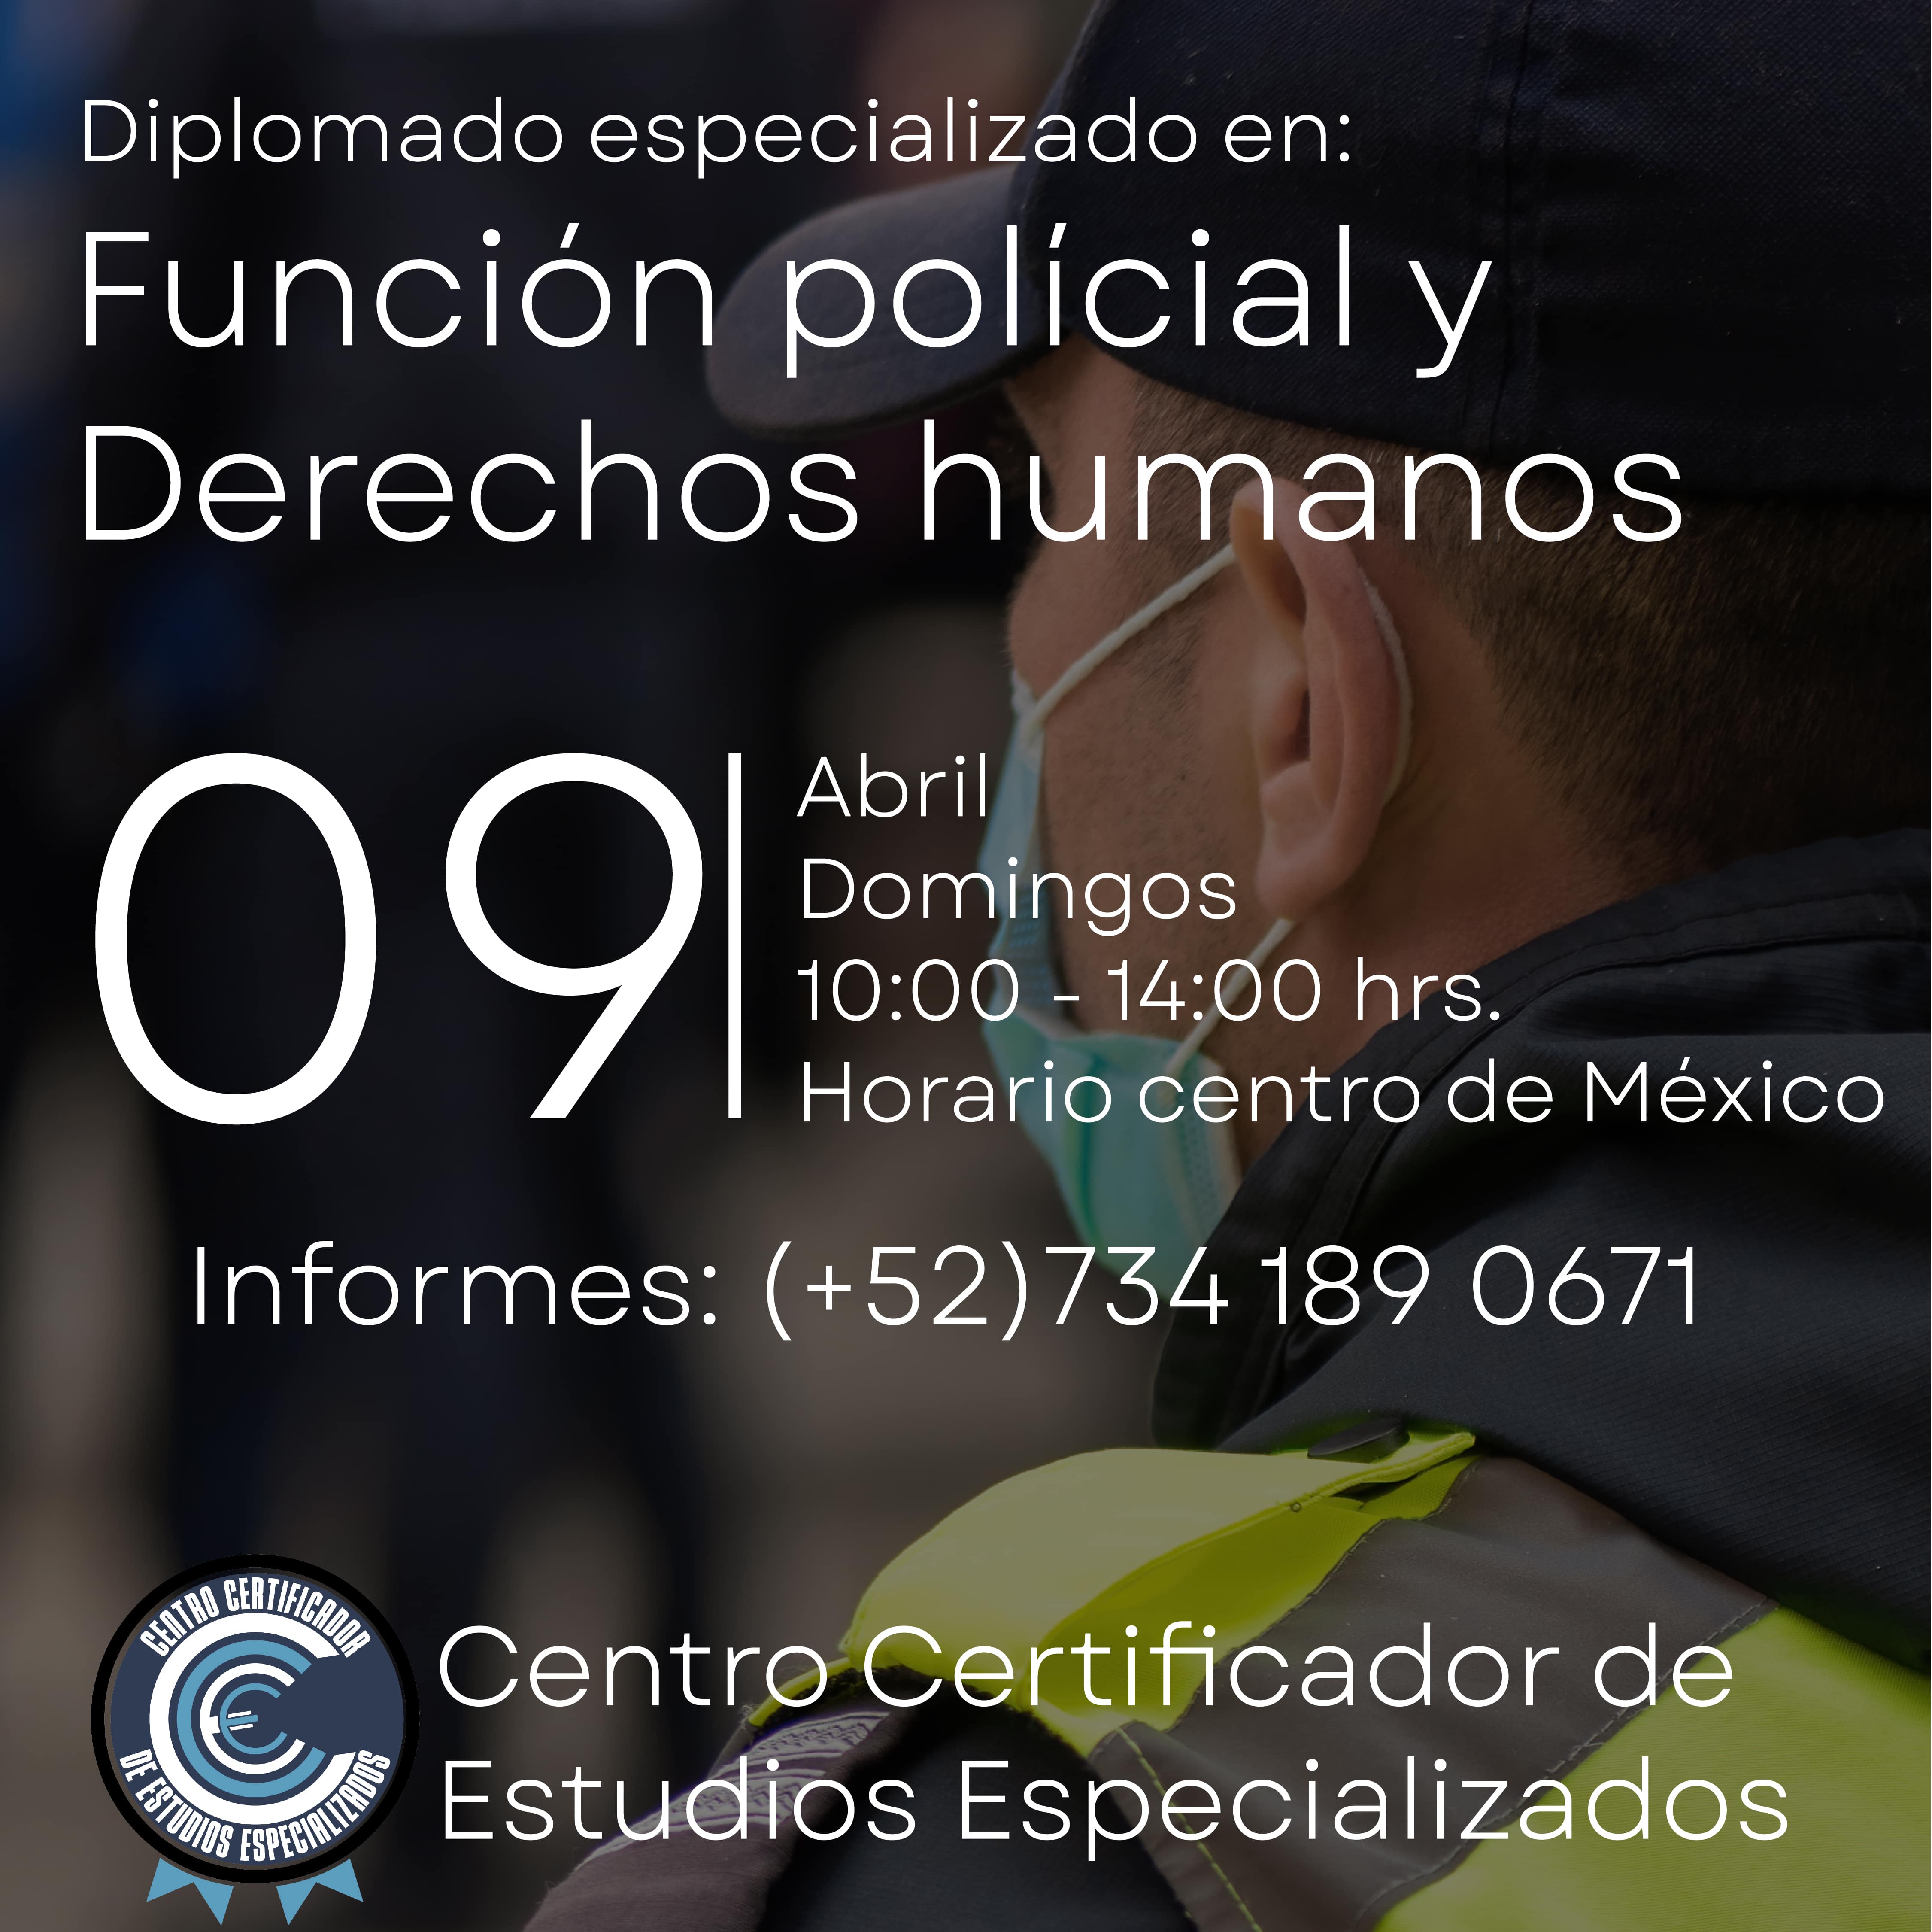 Diplomado especializado en:
Función polícial y
Derechos humanos
09
Abril
Domingos
10:00 - 14:00 hrs.
Horario centro de México
Informes: (+52)734 189 0671
CENTRO CERTIFICADOR
DE ESTUDIOS ESPECIALIZADOS
Centro Certificador de
Estudios Especializados